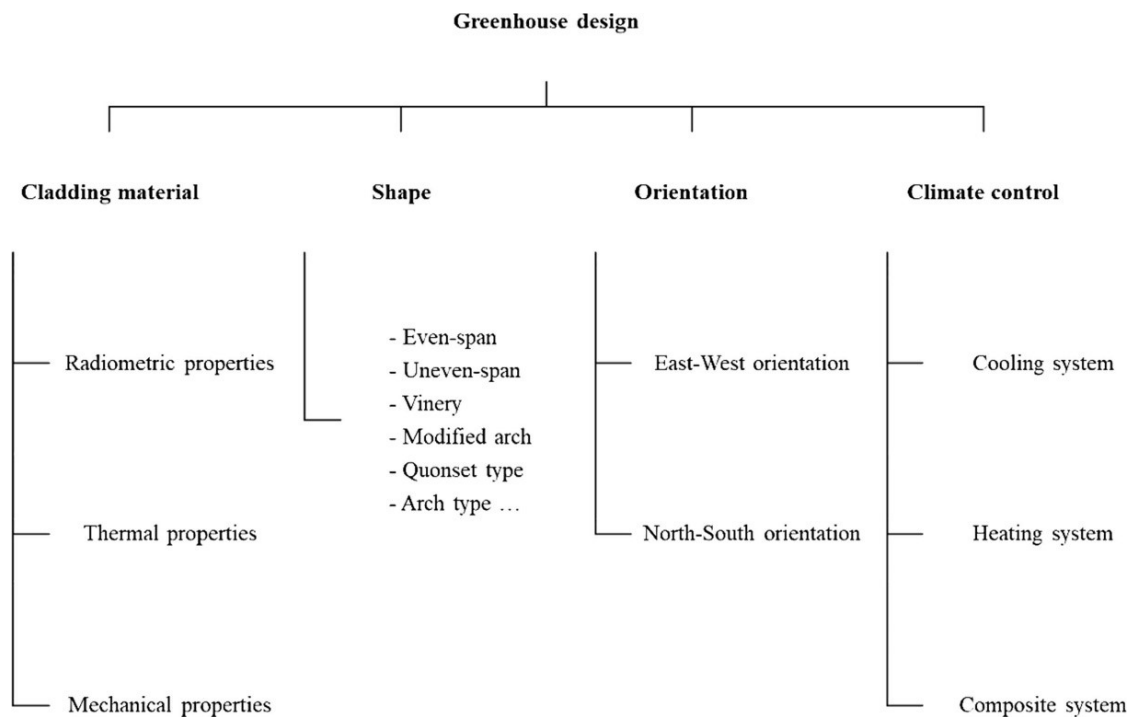 Greenhouse design
Cladding material
Shape
Orientation
Climate control
Radiometric properties
Thermal properties
Mechanical properties
- Even-span
- Uneven-span
- Vinery
- Modified arch
- Quonset type
- Arch type …
East-West orientation
North-South orientation
Cooling system
Heating system
Composite system